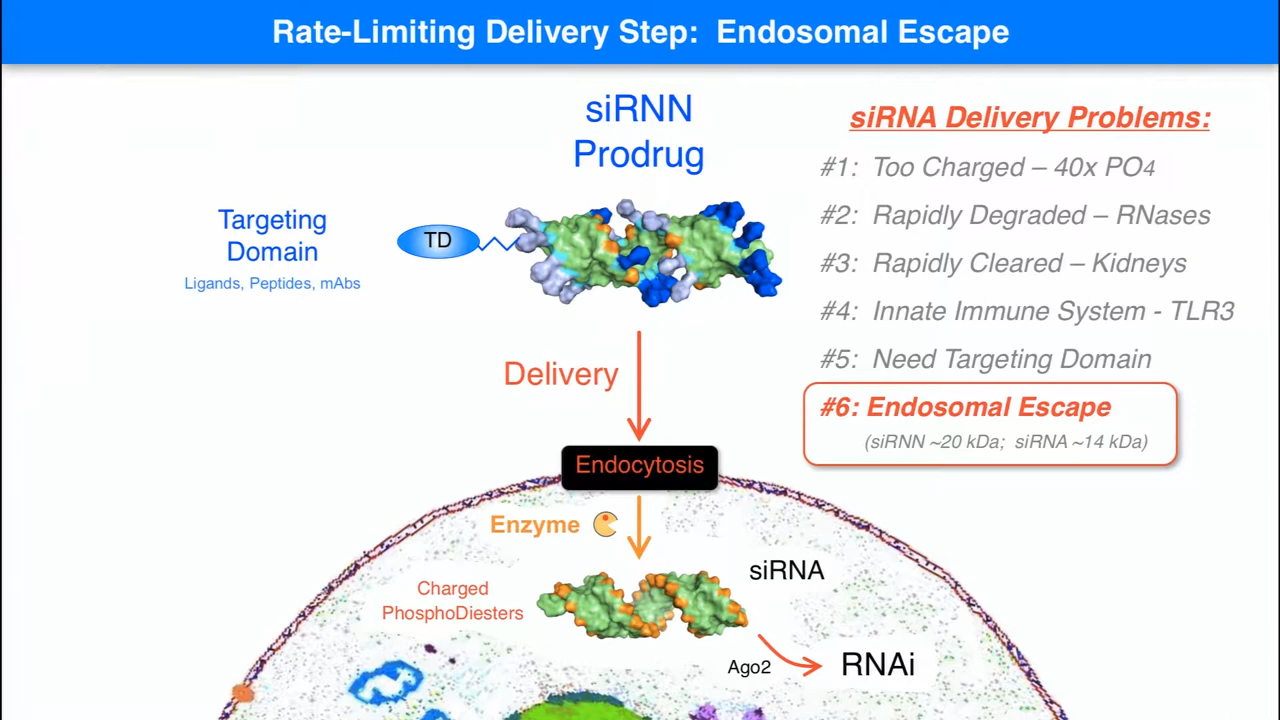 Rate-Limiting Delivery Step: Endosomal Escape
siRNN
Prodrug
Targeting
Domain
Ligands, Peptides, mAbs
TD
siRNA Delivery Problems:
#1: Too Charged – 40x PO4
#2: Rapidly Degraded – RNases
#3: Rapidly Cleared – Kidneys
#4: Innate Immune System - TLR3
#5: Need Targeting Domain
#6: Endosomal Escape
(siRNN ~20 kDa; siRNA ~14 kDa)
Delivery
Endocytosis
Enzyme
siRNA
Charged
PhosphoDiesters
Ago2
RNAi